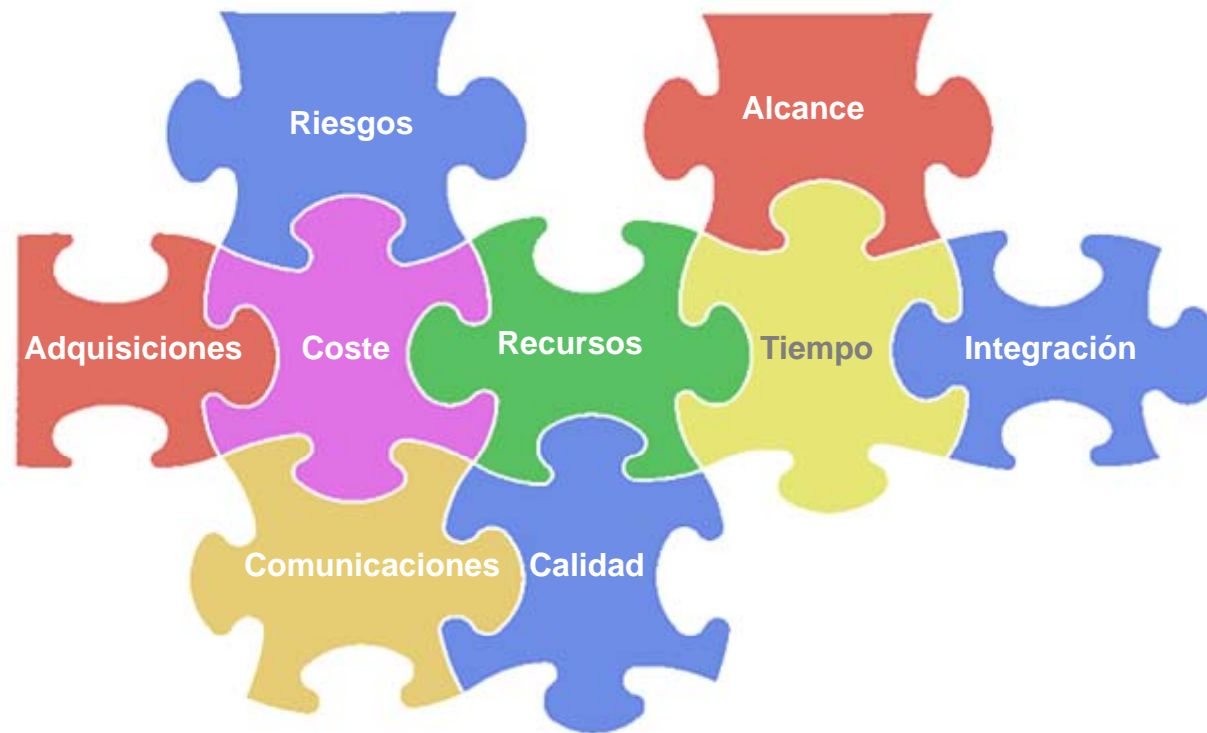 Riesgos
Alcance
Adquisiciones
Coste
Recursos
Tiempo
Integración
Comunicaciones
Calidad